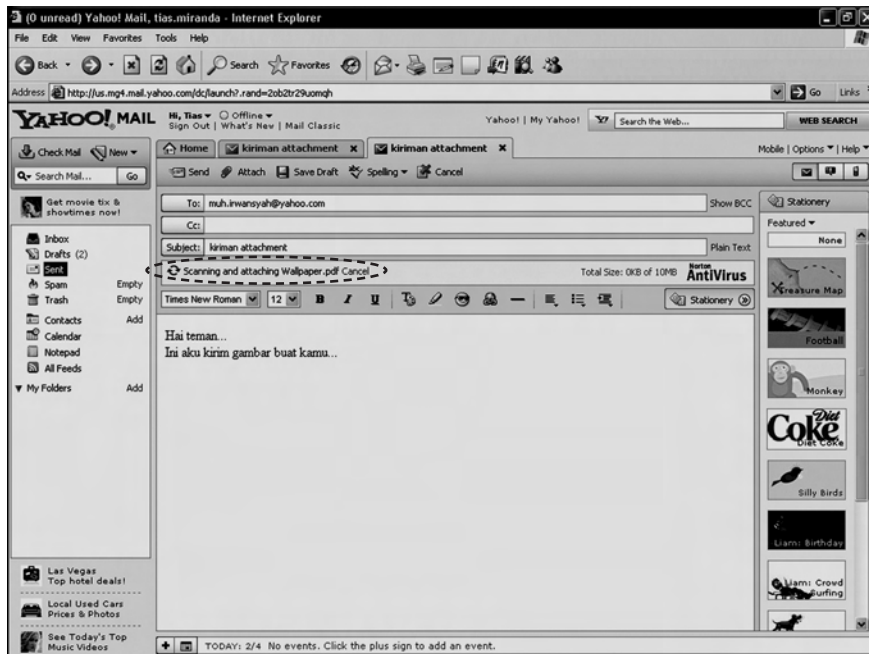 (0 unread) Yahoo! Mail, tias.miranda - Internet Explorer
File Edit View Favorites Tools Help
Back Search Favorites
Address http://us.mg4.mail.yahoo.com/dc/launch?.rand=2ob2tr29uomqh Go Links
YAHOO! MAIL Hi, Tias Offline Yahoo! | My Yahoo! Y! Search the Web... WEB SEARCH
Sign Out | What's New | Mail Classic
Check Mail New Home kiriman attachment x kiriman attachment x Mobile | Options | Help
Search Mail... Go Send Attach Save Draft Spelling Cancel
Get movie tix &
showtimes now!
Inbox
Drafts (2)
Sent
Spam Empty
Trash Empty
Contacts Add
Calendar
Notepad
All Feeds
My Folders Add
Las Vegas
Top hotel deals!
Local Used Cars
Prices & Photos
See Today's Top
Music Videos
To: muh.irwansyah@yahoo.com Show BCC
Cc:
Subject: kiriman attachment Plain Text
Scanning and attaching Wallpaper.pdf Cancel Total Size: 0KB of 10MB Norton AntiVirus
Times New Roman 12 B I U Stationery
Hai teman...
Ini aku kirim gambar buat kamu...
Stationery
Featured
None
Treasure Map
Football
Monkey
Diet
Coke
Diet Coke
Silly Birds
Liam: Birthday
Liam: Crowd
Surfing
TODAY: 2/4 No events. Click the plus sign to add an event.